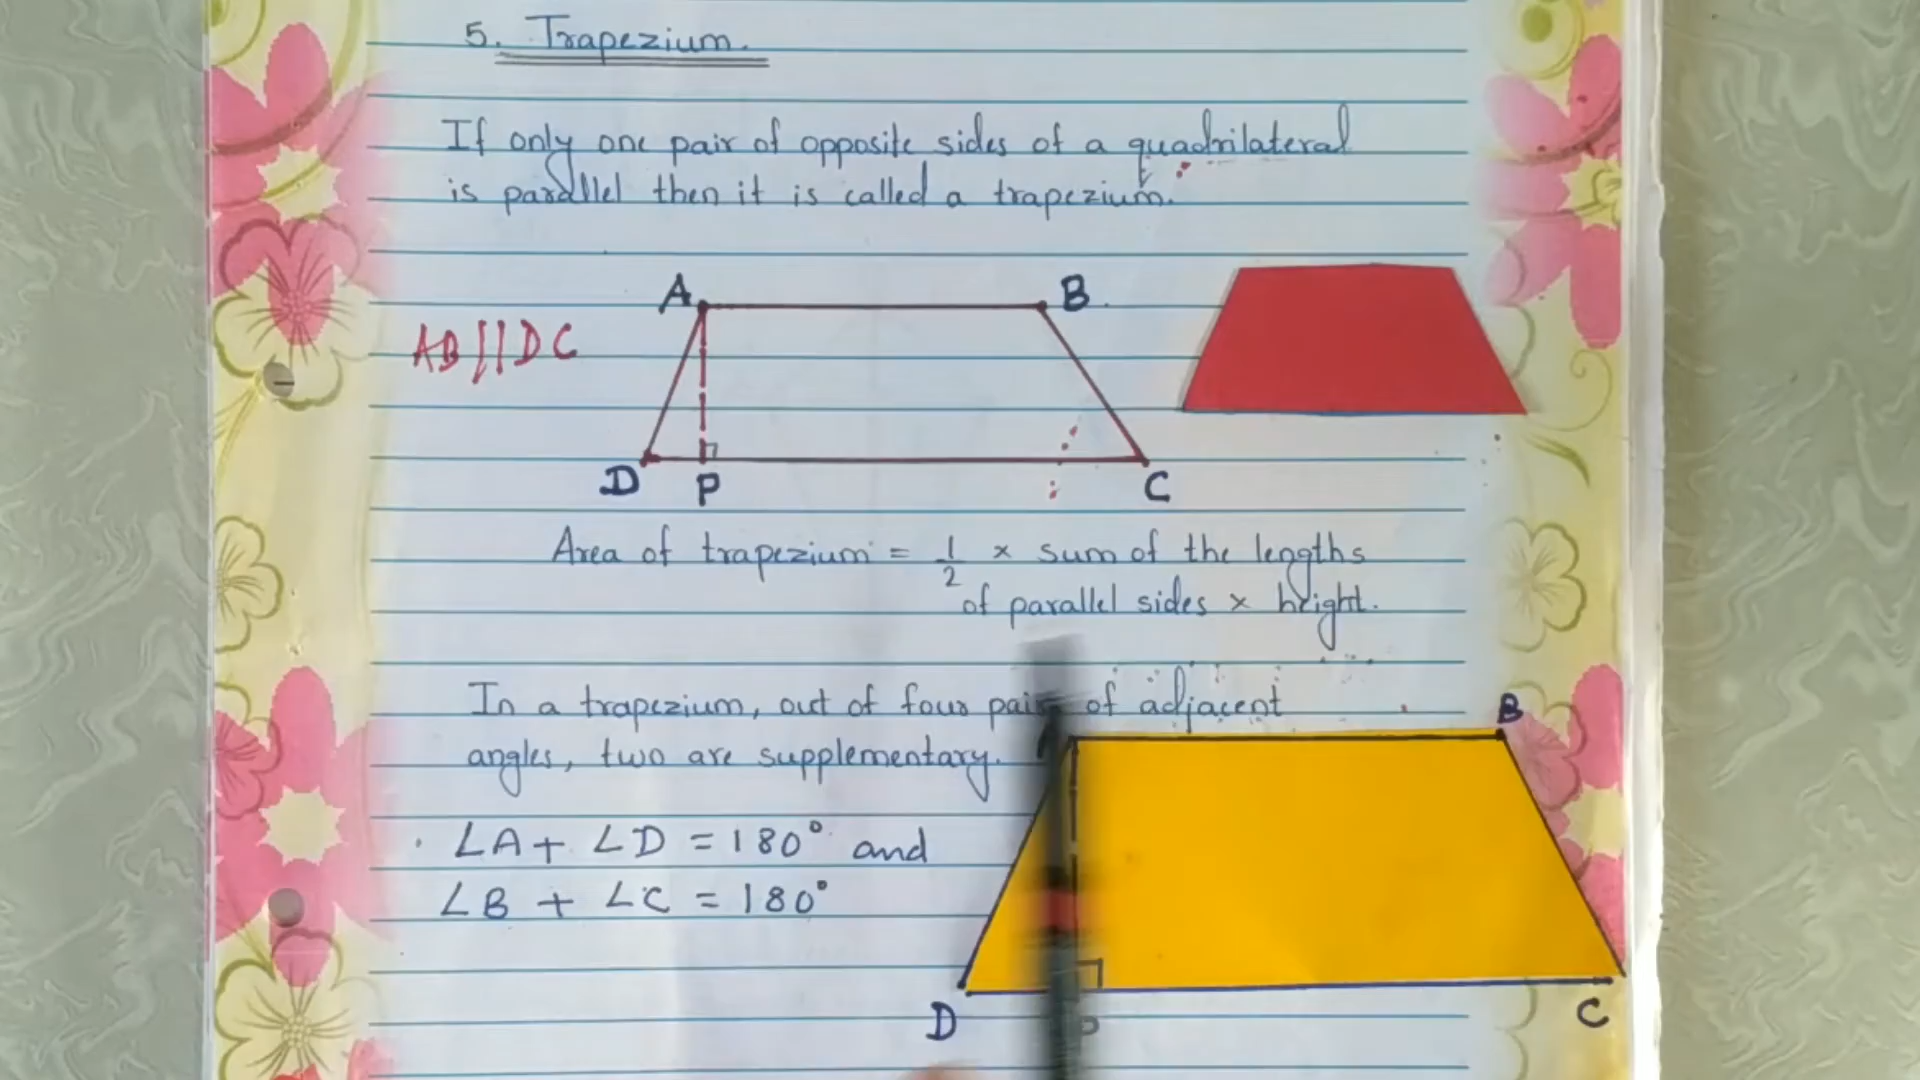 5. Trapezium.
If only one pair of opposite sides of a quadrilateral
is parallel then it is called a trapezium.
A B
AB||DC
D P C
Area of trapezium = 1/2 × sum of the lengths
of parallel sides × height.
In a trapezium, out of four pairs of adjacent
angles, two are supplementary.
B
∠A + ∠D = 180° and
∠B + ∠C = 180°
D P C